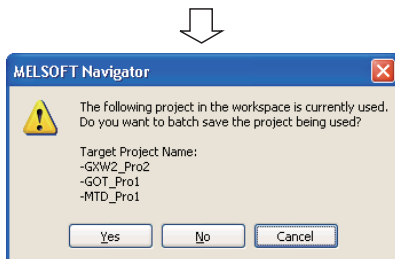 MELSOFT Navigator
The following project in the workspace is currently used.
Do you want to batch save the project being used?
Target Project Name:
-GXW2_Pro2
-GOT_Pro1
-MTD_Pro1
Yes No Cancel